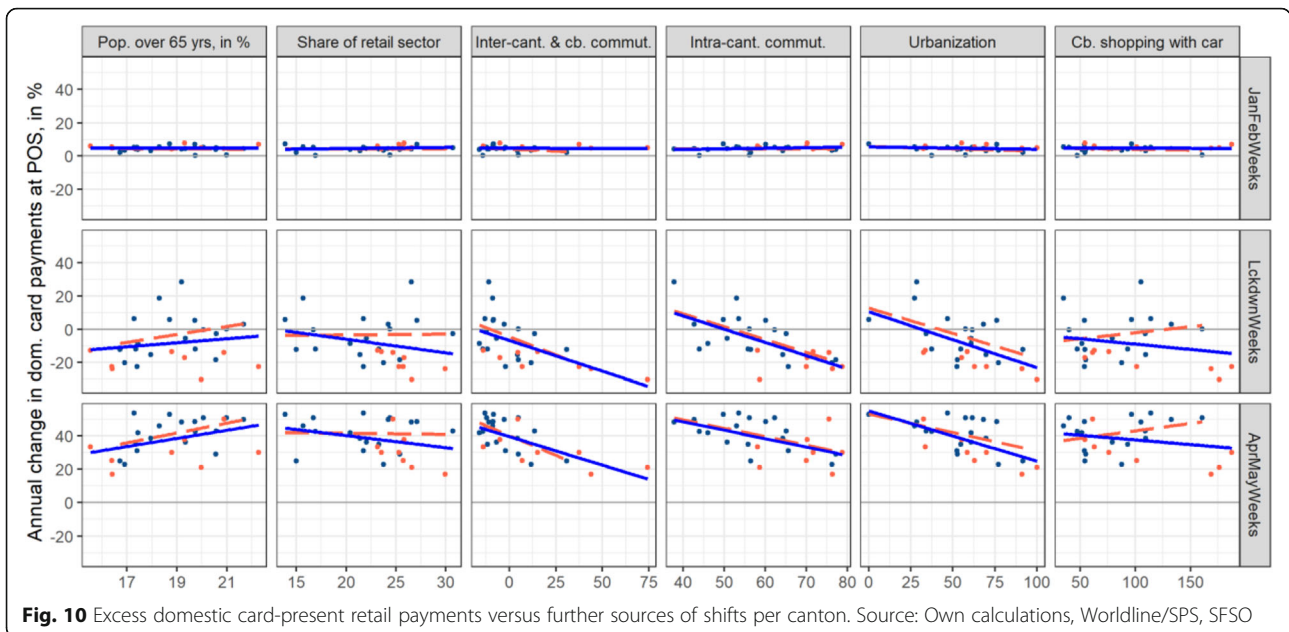 Pop. over 65 yrs, in %
Share of retail sector
Inter-cant. & cb. commut.
Intra-cant. commut.
Urbanization
Cb. shopping with car
Annual change in dom. card payments at POS, in %
40
20
0
-20
JanFebWeeks
40
20
0
-20
LckdwnWeeks
40
20
0
-20
AprMayWeeks
17 19 21
15 20 25 30
0 25 50 75
40 50 60 70 80
0 25 50 75 100
50 100 150
Fig. 10 Excess domestic card-present retail payments versus further sources of shifts per canton. Source: Own calculations, Worldline/SPS, SFSO